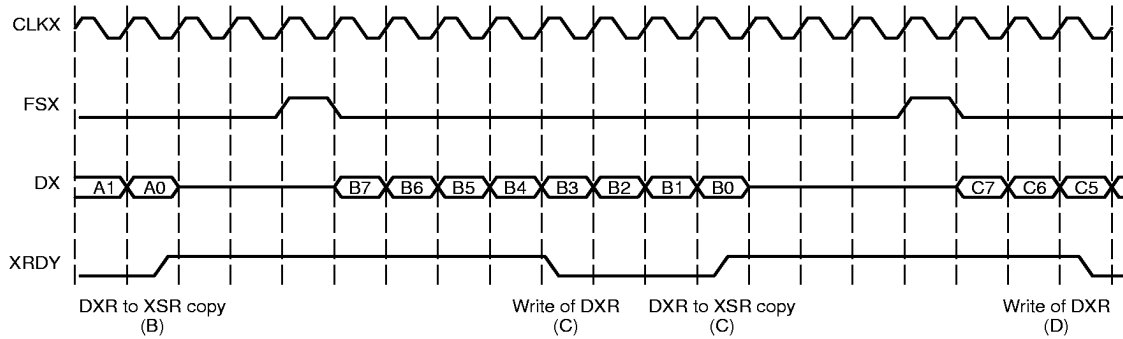 CLKX
FSX
DX A1 A0 B7 B6 B5 B4 B3 B2 B1 B0 C7 C6 C5
XRDY
DXR to XSR copy Write of DXR DXR to XSR copy Write of DXR
(B) (C) (C) (D)